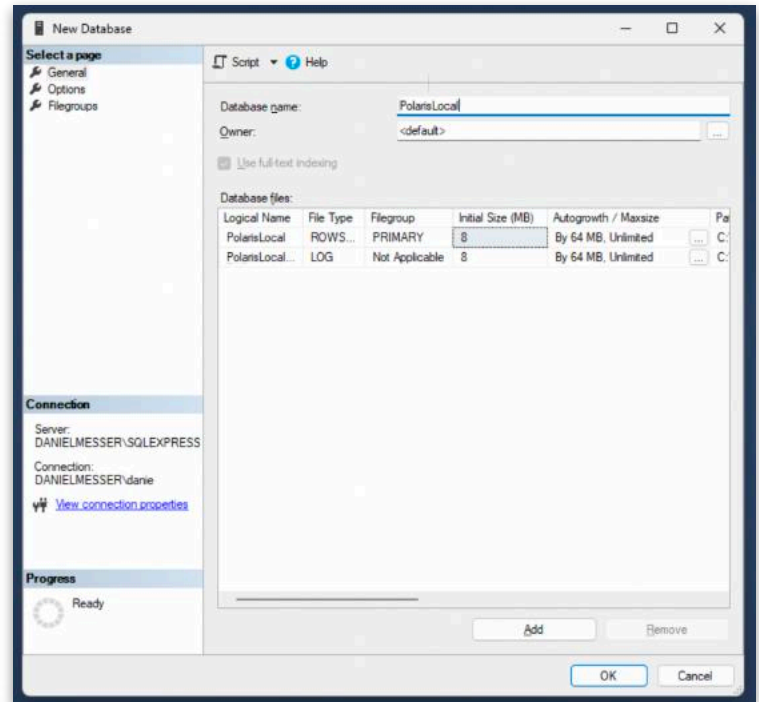 New Database
Select a page
General
Options
Filegroups
Script
Help
Database name:
PolarisLocal
Owner:
<default>
...
Use full-text indexing
Database files:
Logical Name File Type Filegroup Initial Size (MB) Autogrowth / Maxsize Pa
PolarisLocal ROWS... PRIMARY 8 By 64 MB, Unlimited ... C:
PolarisLocal... LOG Not Applicable 8 By 64 MB, Unlimited ... C:
Connection
Server:
DANIELMESSER\SQLEXPRESS
Connection:
DANIELMESSER\danie
View connection properties
Progress
Ready
Add
Remove
OK
Cancel